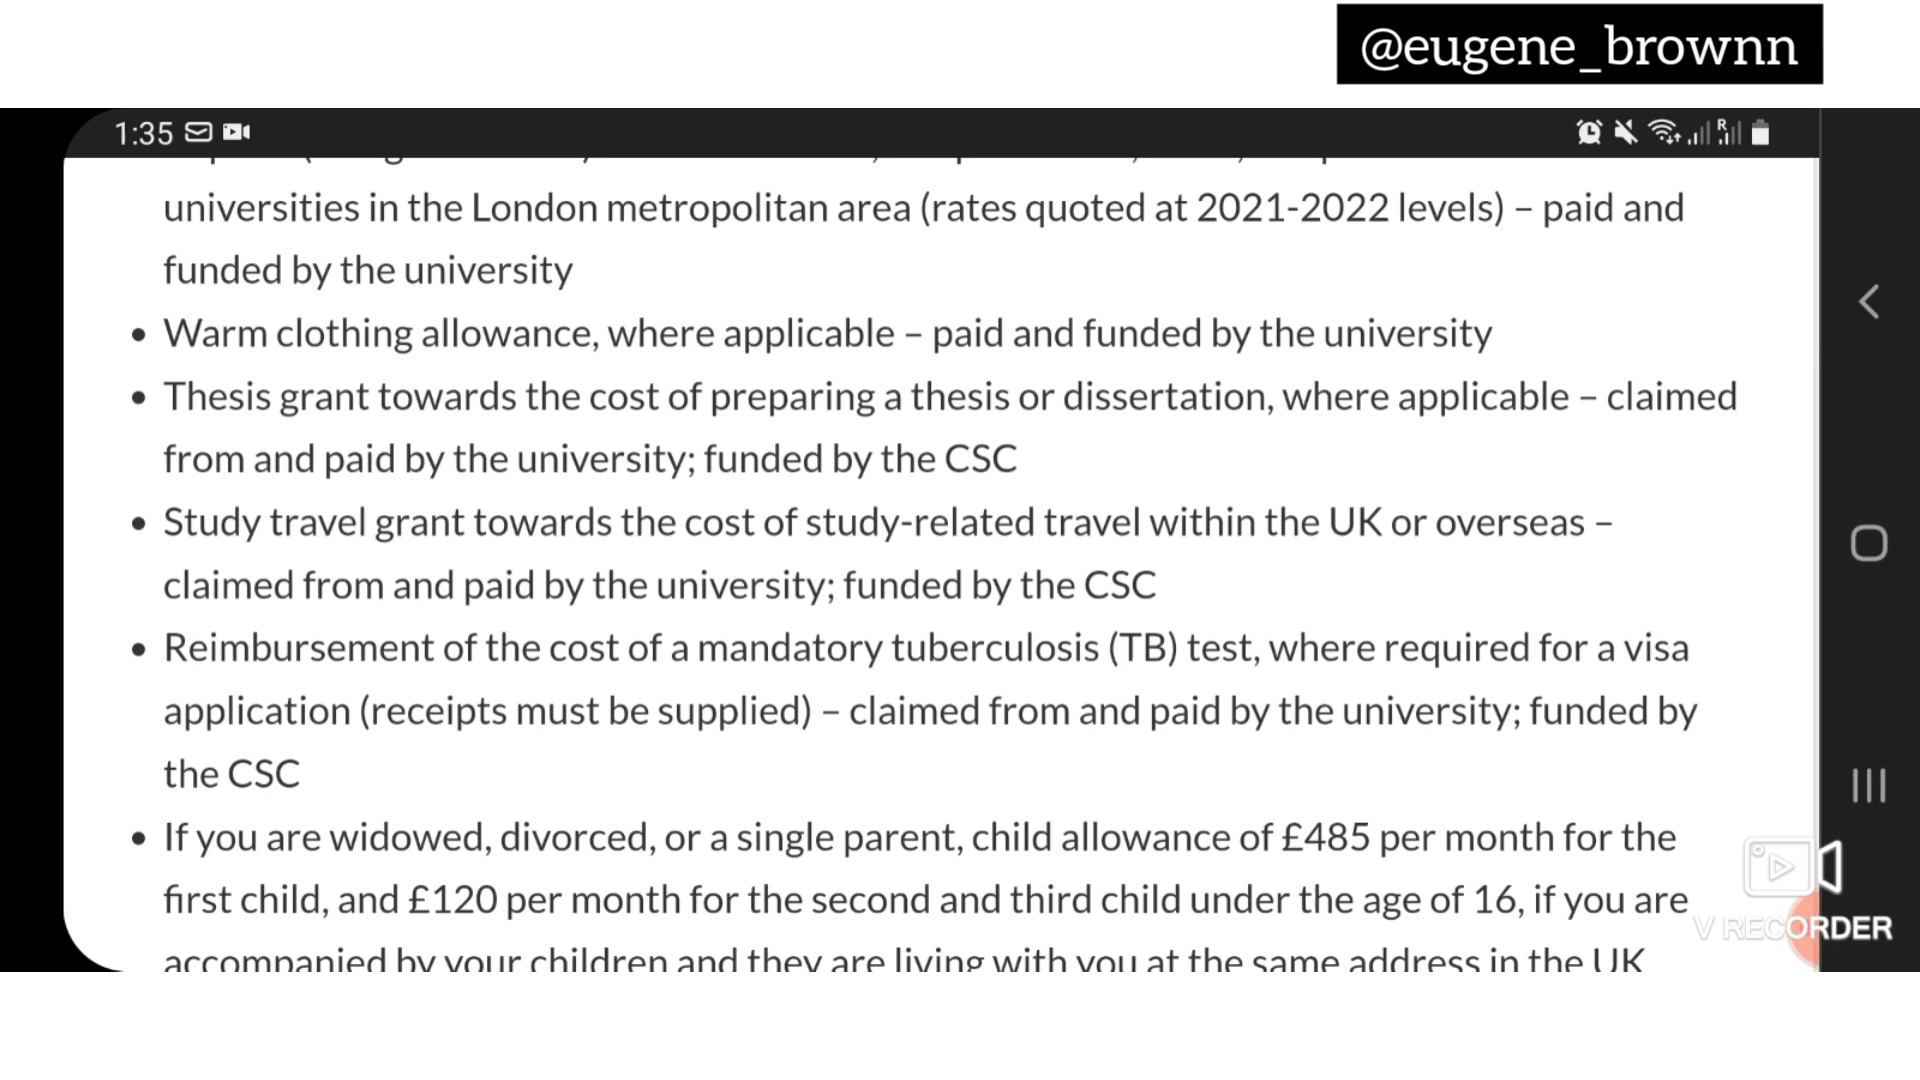 @eugene_brownn
1:35
universities in the London metropolitan area (rates quoted at 2021-2022 levels) – paid and
funded by the university
• Warm clothing allowance, where applicable – paid and funded by the university
• Thesis grant towards the cost of preparing a thesis or dissertation, where applicable – claimed
from and paid by the university; funded by the CSC
• Study travel grant towards the cost of study-related travel within the UK or overseas –
claimed from and paid by the university; funded by the CSC
• Reimbursement of the cost of a mandatory tuberculosis (TB) test, where required for a visa
application (receipts must be supplied) – claimed from and paid by the university; funded by
the CSC
• If you are widowed, divorced, or a single parent, child allowance of £485 per month for the
first child, and £120 per month for the second and third child under the age of 16, if you are
accompanied by your children and they are living with you at the same address in the UK
V RECORDER